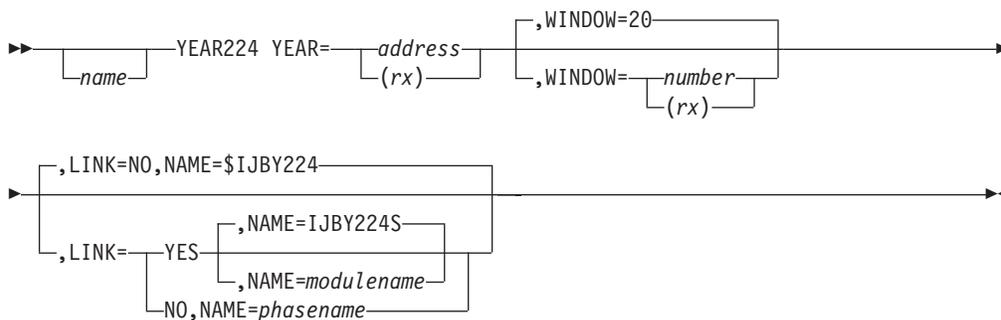 ,WINDOW=20
YEAR224 YEAR= address
name
(rx)
,WINDOW= number
(rx)
,LINK=NO,NAME=$IJBY224
,NAME=IJBY224S
,LINK= YES
,NAME=modulename
NO,NAME=phasename